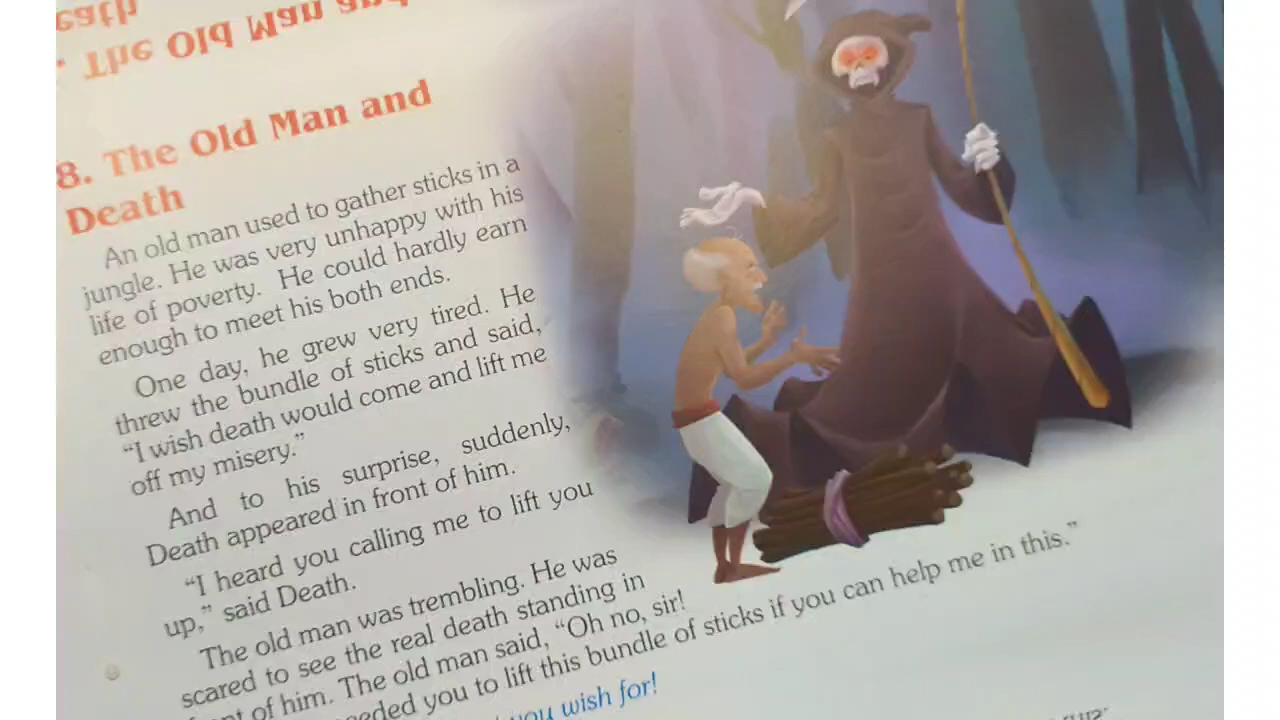 The Old Man and
8. The Old Man and
Death
An old man used to gather sticks in a
jungle. He was very unhappy with his
life of poverty. He could hardly earn
enough to meet his both ends.
One day, he grew very tired. He
threw the bundle of sticks and said,
“I wish death would come and lift me
off my misery.”
And to his surprise, suddenly,
Death appeared in front of him.
“I heard you calling me to lift you
up,” said Death.
The old man was trembling. He was
scared to see the real death standing in
of him. The old man said, “Oh no, sir!
you to lift this bundle of sticks if you can help me in this.”
you wish for!